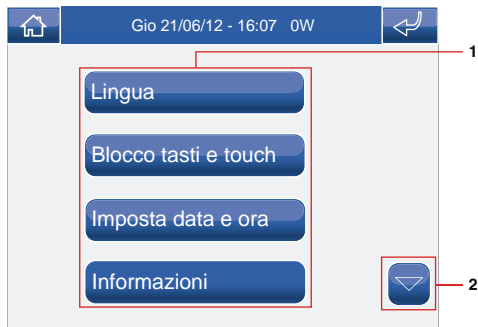 Gio 21/06/12 - 16:07 0W
1
Lingua
Blocco tasti e touch
Imposta data e ora
Informazioni
2